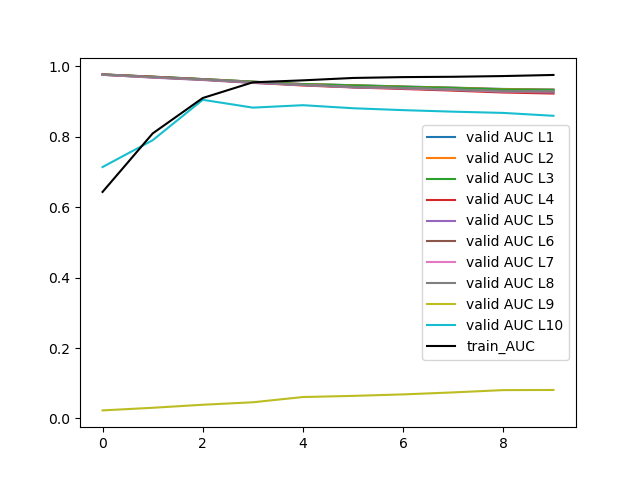 1.0
0.8
0.6
0.4
0.2
0.0
valid AUC L1
valid AUC L2
valid AUC L3
valid AUC L4
valid AUC L5
valid AUC L6
valid AUC L7
valid AUC L8
valid AUC L9
valid AUC L10
train_AUC
0 2 4 6 8